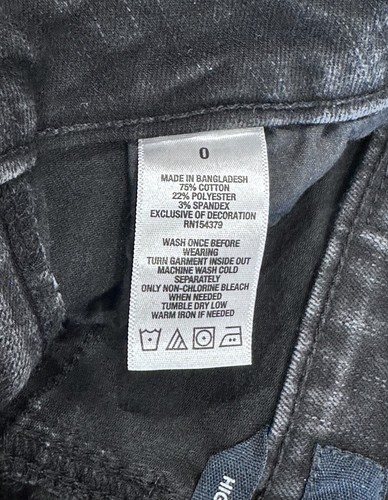 0
MADE IN BANGLADESH
75% COTTON
22% POLYESTER
3% SPANDEX
EXCLUSIVE OF DECORATION
RN154379
WASH ONCE BEFORE
WEARING
TURN GARMENT INSIDE OUT
MACHINE WASH COLD
SEPARATELY
ONLY NON-CHLORINE BLEACH
WHEN NEEDED
TUMBLE DRY LOW
WARM IRON IF NEEDED